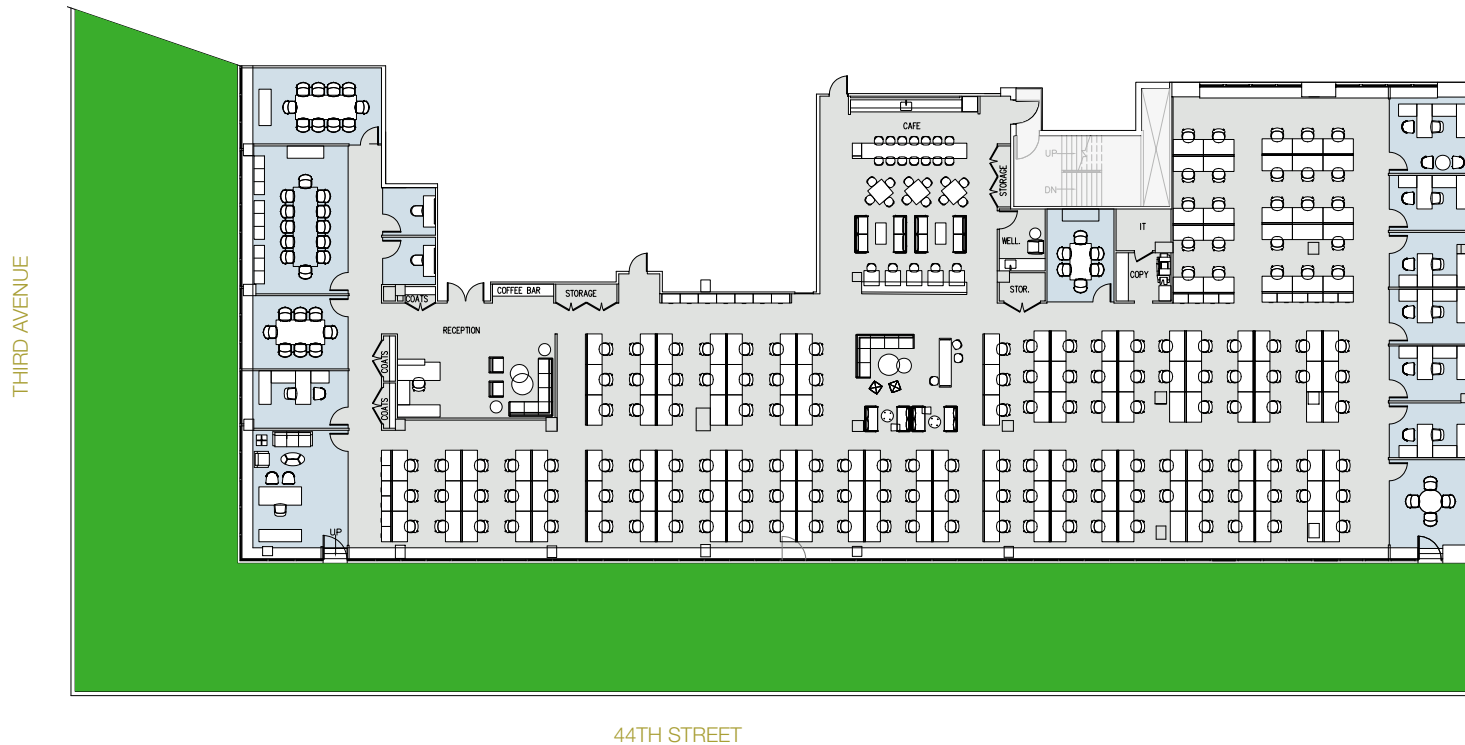 CAFE
UP
STORAGE
DN
IT
WELL.
COPY
THIRD AVENUE
COFFEE BAR
STORAGE
STOR.
COATS
RECEPTION
COATS
COATS
UP
44TH STREET